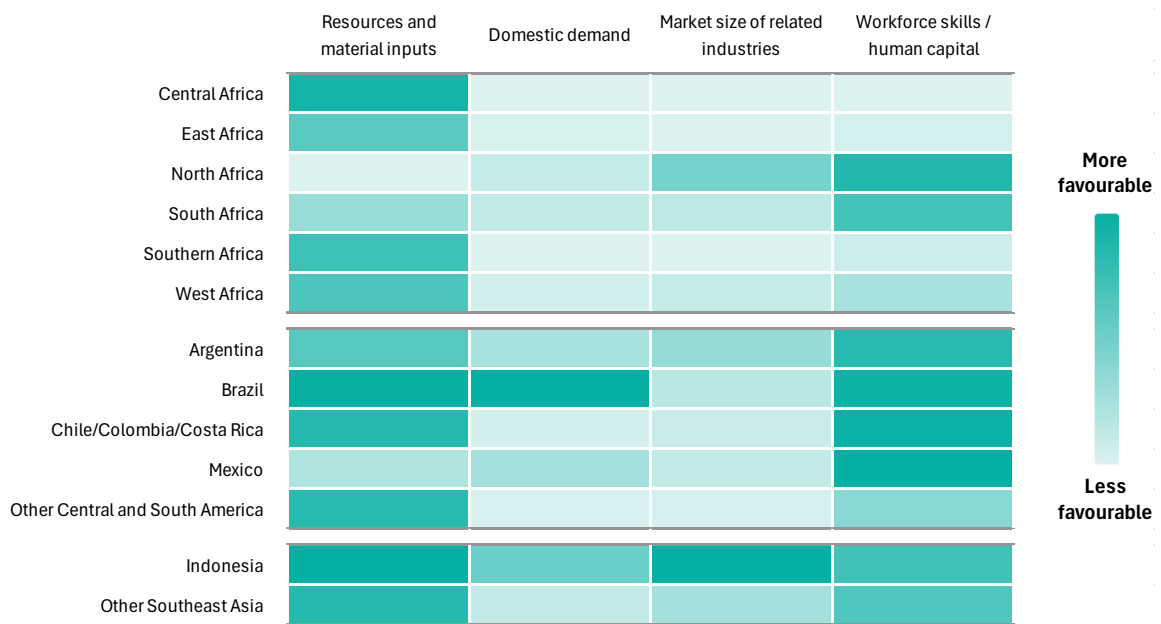 Resources and
material inputs
Domestic demand
Market size of related
industries
Workforce skills /
human capital
Central Africa
East Africa
North Africa
South Africa
Southern Africa
West Africa
Argentina
Brazil
Chile/Colombia/Costa Rica
Mexico
Other Central and South America
Indonesia
Other Southeast Asia
More
favourable
Less
favourable